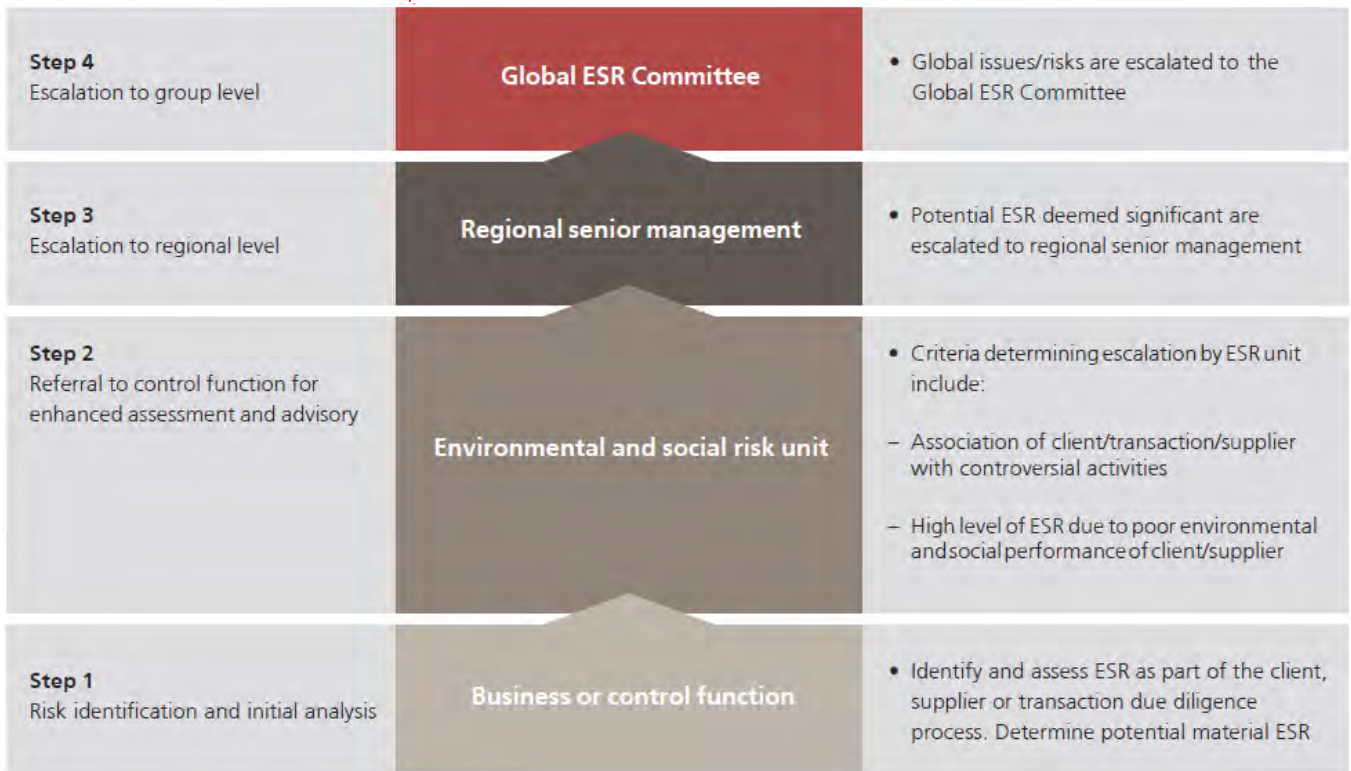 Step 4
Escalation to group level
Global ESR Committee
• Global issues/risks are escalated to the
Global ESR Committee
Step 3
Escalation to regional level
Regional senior management
• Potential ESR deemed significant are
escalated to regional senior management
Step 2
Referral to control function for
enhanced assessment and advisory
Environmental and social risk unit
• Criteria determining escalation by ESR unit
include:
– Association of client/transaction/supplier
with controversial activities
– High level of ESR due to poor environmental
and social performance of client/supplier
Step 1
Risk identification and initial analysis
Business or control function
• Identify and assess ESR as part of the client,
supplier or transaction due diligence
process. Determine potential material ESR